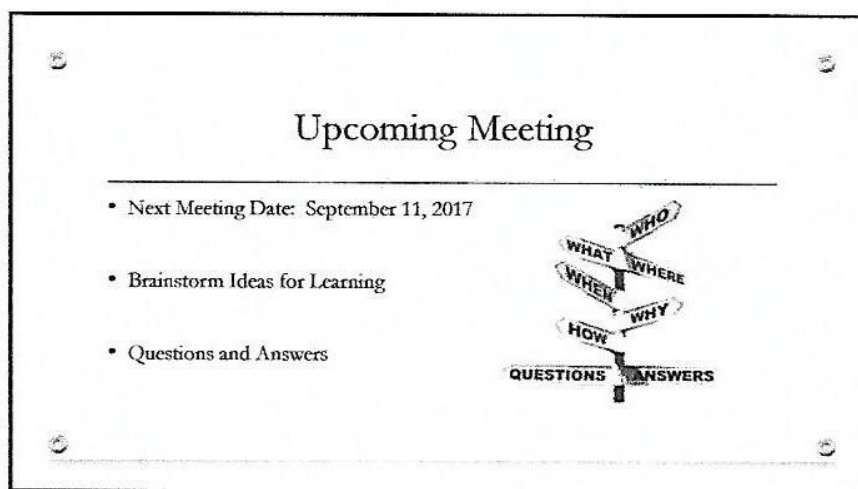 Upcoming Meeting
• Next Meeting Date: September 11, 2017
• Brainstorm Ideas for Learning
• Questions and Answers
WHO
WHAT
WHERE
WHEN
WHY
HOW
QUESTIONS
ANSWERS